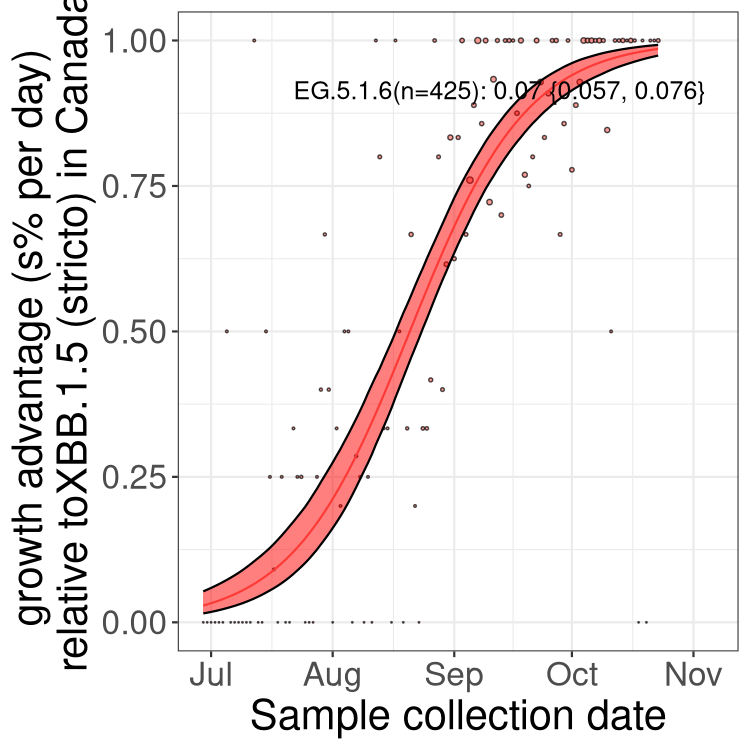 growth advantage (s% per day)
relative toXBB.1.5 (stricto) in Canada
1.00
0.75
0.50
0.25
0.00
EG.5.1.6(n=425): 0.07 {0.057, 0.076}
Jul Aug Sep Oct Nov
Sample collection date